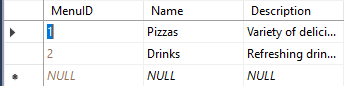 MenuID Name Description
1 Pizzas Variety of delici...
2 Drinks Refreshing drin...
NULL NULL NULL